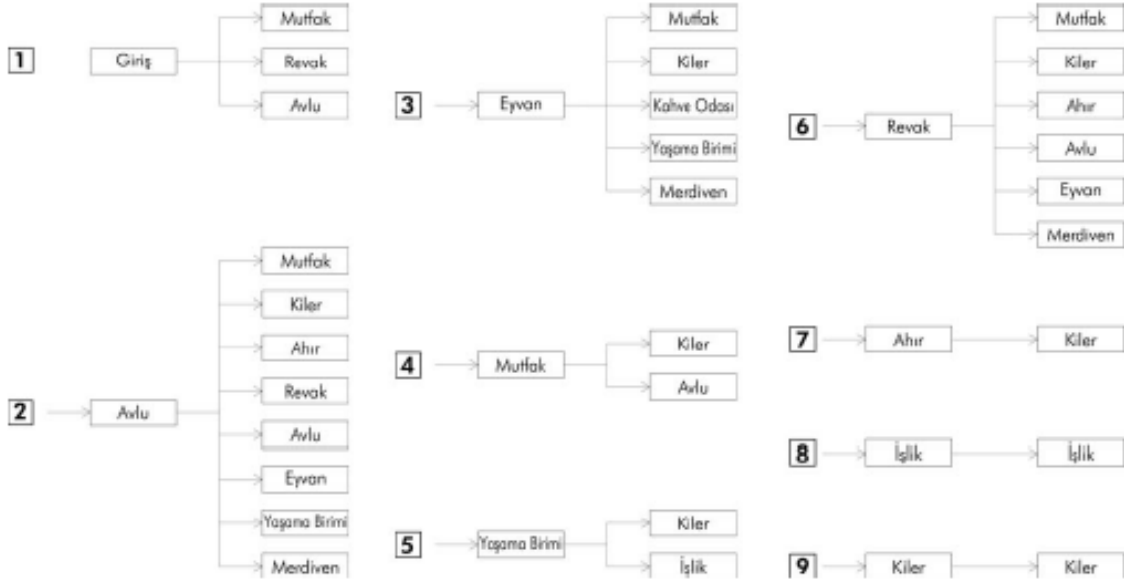 1
Giriş
Mutfak
Revak
Avlu
2
Avlu
Mutfak
Kiler
Ahır
Revak
Avlu
Eyvan
Yaşama Birimi
Merdiven
3
Eyvan
Mutfak
Kiler
Kahve Odası
Yaşama Birimi
Merdiven
4
Mutfak
Kiler
Avlu
5
Yaşama Birimi
Kiler
İşlik
6
Revak
Mutfak
Kiler
Ahır
Avlu
Eyvan
Merdiven
7
Ahır
Kiler
8
İşlik
İşlik
9
Kiler
Kiler